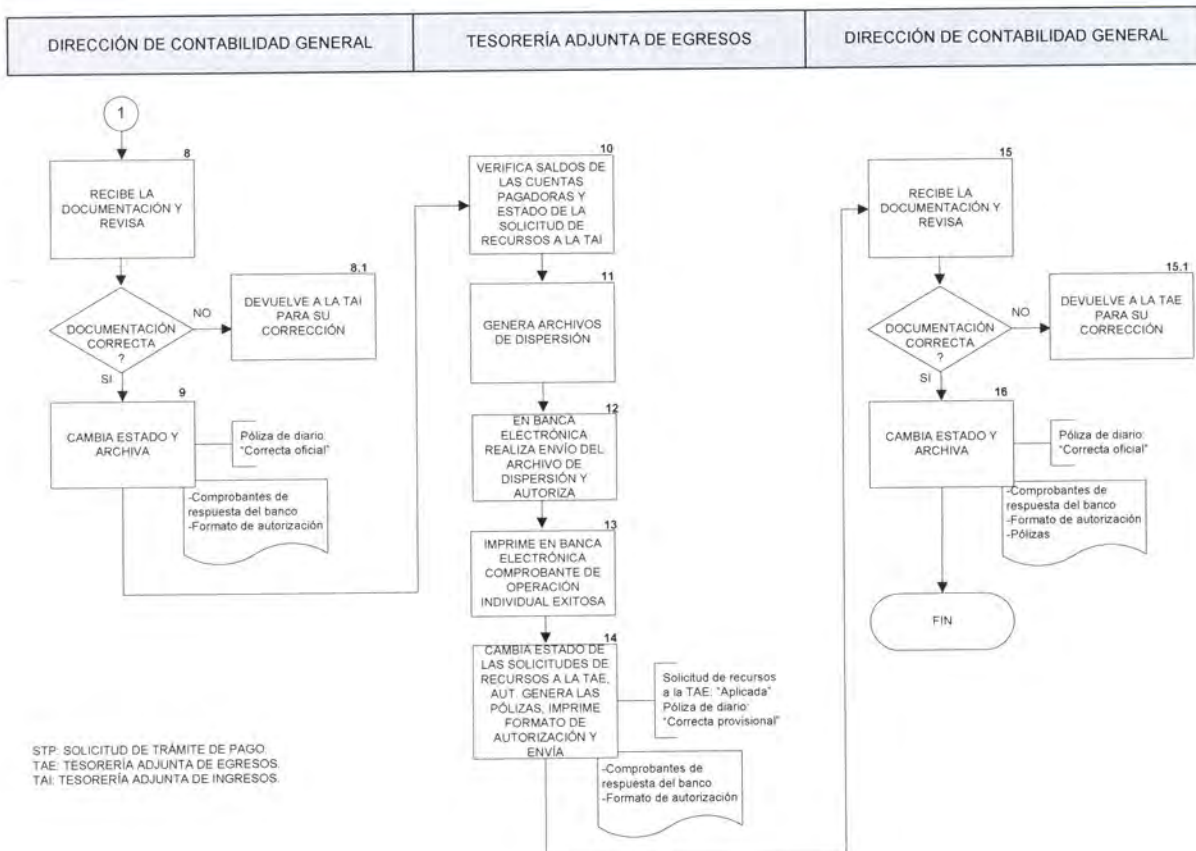 DIRECCIÓN DE CONTABILIDAD GENERAL
TESORERÍA ADJUNTA DE EGRESOS
DIRECCIÓN DE CONTABILIDAD GENERAL
1
8
RECIBE LA
DOCUMENTACIÓN Y
REVISA
8.1
DEVUELVE A LA TAI
PARA SU
CORRECCIÓN
NO
DOCUMENTACIÓN
CORRECTA
?
SI
9
CAMBIA ESTADO Y
ARCHIVA
Póliza de diario:
"Correcta oficial"
-Comprobantes de
respuesta del banco
-Formato de autorización
10
VERIFICA SALDOS DE
LAS CUENTAS
PAGADORAS Y
ESTADO DE LA
SOLICITUD DE
RECURSOS A LA TAI
11
GENERA ARCHIVOS
DE DISPERSIÓN
12
EN BANCA
ELECTRÓNICA
REALIZA ENVÍO DEL
ARCHIVO DE
DISPERSIÓN Y
AUTORIZA
13
IMPRIME EN BANCA
ELECTRÓNICA
COMPROBANTE DE
OPERACIÓN
INDIVIDUAL EXITOSA
14
CAMBIA ESTADO DE
LAS SOLICITUDES DE
RECURSOS A LA TAE,
AUT. GENERA LAS
PÓLIZAS, IMPRIME
FORMATO DE
AUTORIZACIÓN Y
ENVÍA
Solicitud de recursos
a la TAE: "Aplicada"
Póliza de diario:
"Correcta provisional"
-Comprobantes de
respuesta del banco
-Formato de autorización
15
RECIBE LA
DOCUMENTACIÓN Y
REVISA
15.1
DEVUELVE A LA TAE
PARA SU
CORRECCIÓN
NO
DOCUMENTACIÓN
CORRECTA
?
SI
16
CAMBIA ESTADO Y
ARCHIVA
Póliza de diario:
"Correcta oficial"
-Comprobantes de
respuesta del banco
-Formato de autorización
-Pólizas
FIN
STP: SOLICITUD DE TRÁMITE DE PAGO.
TAE: TESORERÍA ADJUNTA DE EGRESOS.
TAI: TESORERÍA ADJUNTA DE INGRESOS.